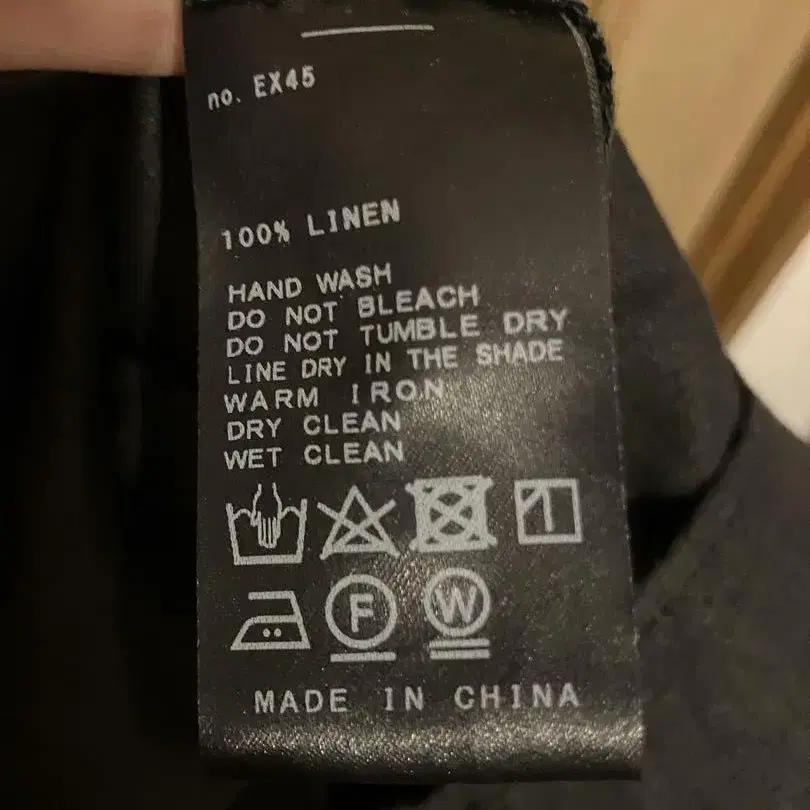 no. EX45
100% LINEN
HAND WASH
DO NOT BLEACH
DO NOT TUMBLE DRY
LINE DRY IN THE SHADE
WARM IRON
DRY CLEAN
WET CLEAN
F W
MADE IN CHINA